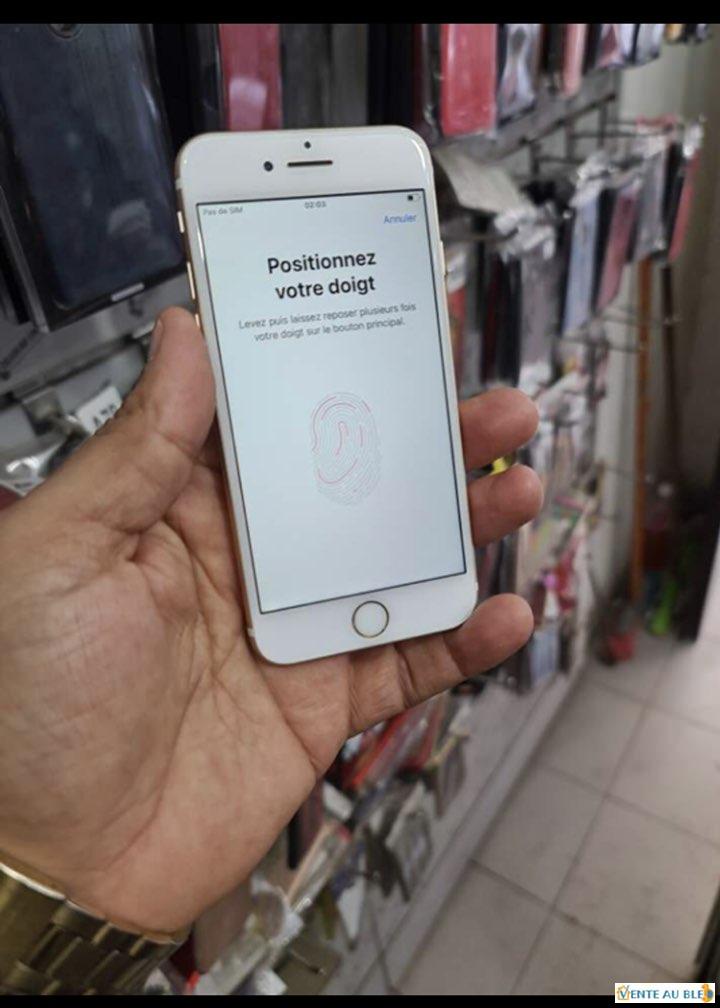 Pas de SIM
02:03
Annuler
Positionnez
votre doigt
Levez puis laissez reposer plusieurs fois
votre doigt sur le bouton principal.
VENTE AU BLED